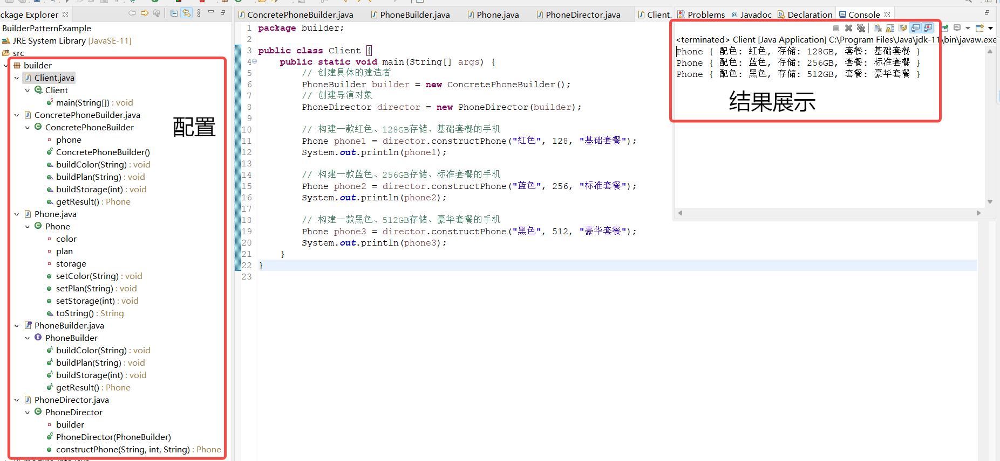 ckage Explorer
BuilderPatternExample
JRE System Library [JavaSE-11]
src
builder
Client.java
Client
main(String[]) : void
ConcretePhoneBuilder.java
ConcretePhoneBuilder
phone
ConcretePhoneBuilder()
buildColor(String) : void
buildPlan(String) : void
buildStorage(int) : void
getResult() : Phone
Phone.java
Phone
color
plan
storage
setColor(String) : void
setPlan(String) : void
setStorage(int) : void
toString() : String
PhoneBuilder.java
PhoneBuilder
buildColor(String) : void
buildPlan(String) : void
buildStorage(int) : void
getResult() : Phone
PhoneDirector.java
PhoneDirector
builder
PhoneDirector(PhoneBuilder)
constructPhone(String, int, String) : Phone
配置
ConcretePhoneBuilder.java PhoneBuilder.java Phone.java PhoneDirector.java Client.
1 package builder;
2
3 public class Client {
4     public static void main(String[] args) {
5         // 创建具体的建造者
6         PhoneBuilder builder = new ConcretePhoneBuilder();
7         // 创建导演对象
8         PhoneDirector director = new PhoneDirector(builder);
9
10         // 构建一款红色、128GB存储、基础套餐的手机
11         Phone phone1 = director.constructPhone("红色", 128, "基础套餐");
12         System.out.println(phone1);
13
14         // 构建一款蓝色、256GB存储、标准套餐的手机
15         Phone phone2 = director.constructPhone("蓝色", 256, "标准套餐");
16         System.out.println(phone2);
17
18         // 构建一款黑色、512GB存储、豪华套餐的手机
19         Phone phone3 = director.constructPhone("黑色", 512, "豪华套餐");
20         System.out.println(phone3);
21     }
22 }
23
Problems @ Javadoc Declaration Console
<terminated> Client [Java Application] C:\Program Files\Java\jdk-11\bin\javaw.exe
Phone { 配色: 红色, 存储: 128GB, 套餐: 基础套餐 }
Phone { 配色: 蓝色, 存储: 256GB, 套餐: 标准套餐 }
Phone { 配色: 黑色, 存储: 512GB, 套餐: 豪华套餐 }
结果展示